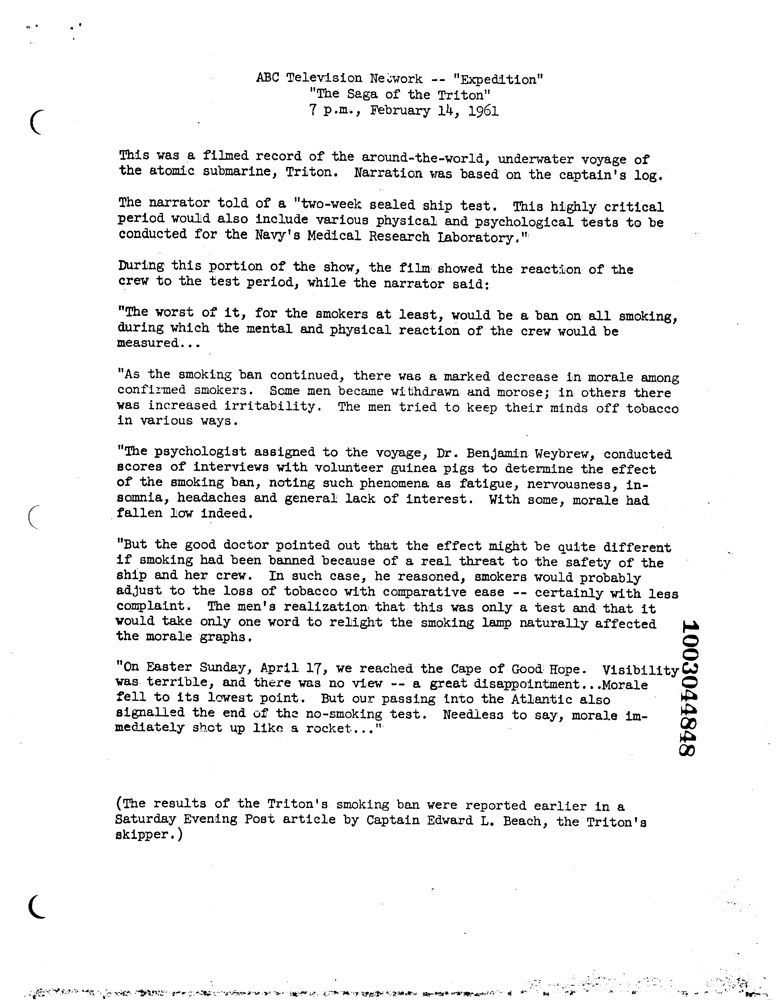 ABC Television Network -- "Expedition"
"The Saga of the Triton"
7 p.m., February 14, 1961
This was a filmed record of the around-the-world, underwater voyage of
the atomic submarine, Triton. Narration was based on the captain's log.
The narrator told of a "two-week sealed ship test. This highly critical
period would also include various physical and psychological tests to be
conducted for the Navy's Medical Research Laboratory."
During this portion of the show, the film showed the reaction of the
crew to the test period, while the narrator said:
"The worst of it, for the smokers at least, would be a ban on all smoking,
during which the mental and physical reaction of the crew would be
measured...
"As the smoking ban continued, there was a marked decrease in morale among
confirmed smokers. Some men became withdrawn and morose; in others there
was increased irritability. The men tried to keep their minds off tobacco
in various ways.
"The psychologist assigned to the voyage, Dr. Benjamin Weybrew, conducted
scores of interviews with volunteer guinea pigs to determine the effect
of the smoking ban, noting such phenomena as fatigue, nervousness, in-
somnia, headaches and general lack of interest. With some, morale had
fallen low indeed.
"But the good doctor pointed out that the effect might be quite different
if smoking had been banned because of a real threat to the safety of the
ship and her crew. In such case, he reasoned, smokers would probably
adjust to the loss of tobacco with comparative ease -- certainly with less
complaint. The men's realization that this was only a test and that it
would take only one word to relight the smoking lamp naturally affected
the morale graphs.
"On Easter Sunday, April 17, we reached the Cape of Good Hope. Visibility
was terrible, and there was no view -- a great disappointment...Morale
fell to its lowest point. But our passing into the Atlantic also
signalled the end of the no-smoking test. Needless to say, morale im-
mediately shot up like a rocket..."
(The results of the Triton's smoking ban were reported earlier in a
Saturday Evening Post article by Captain Edward L. Beach, the Triton's
skipper.)
1003044848